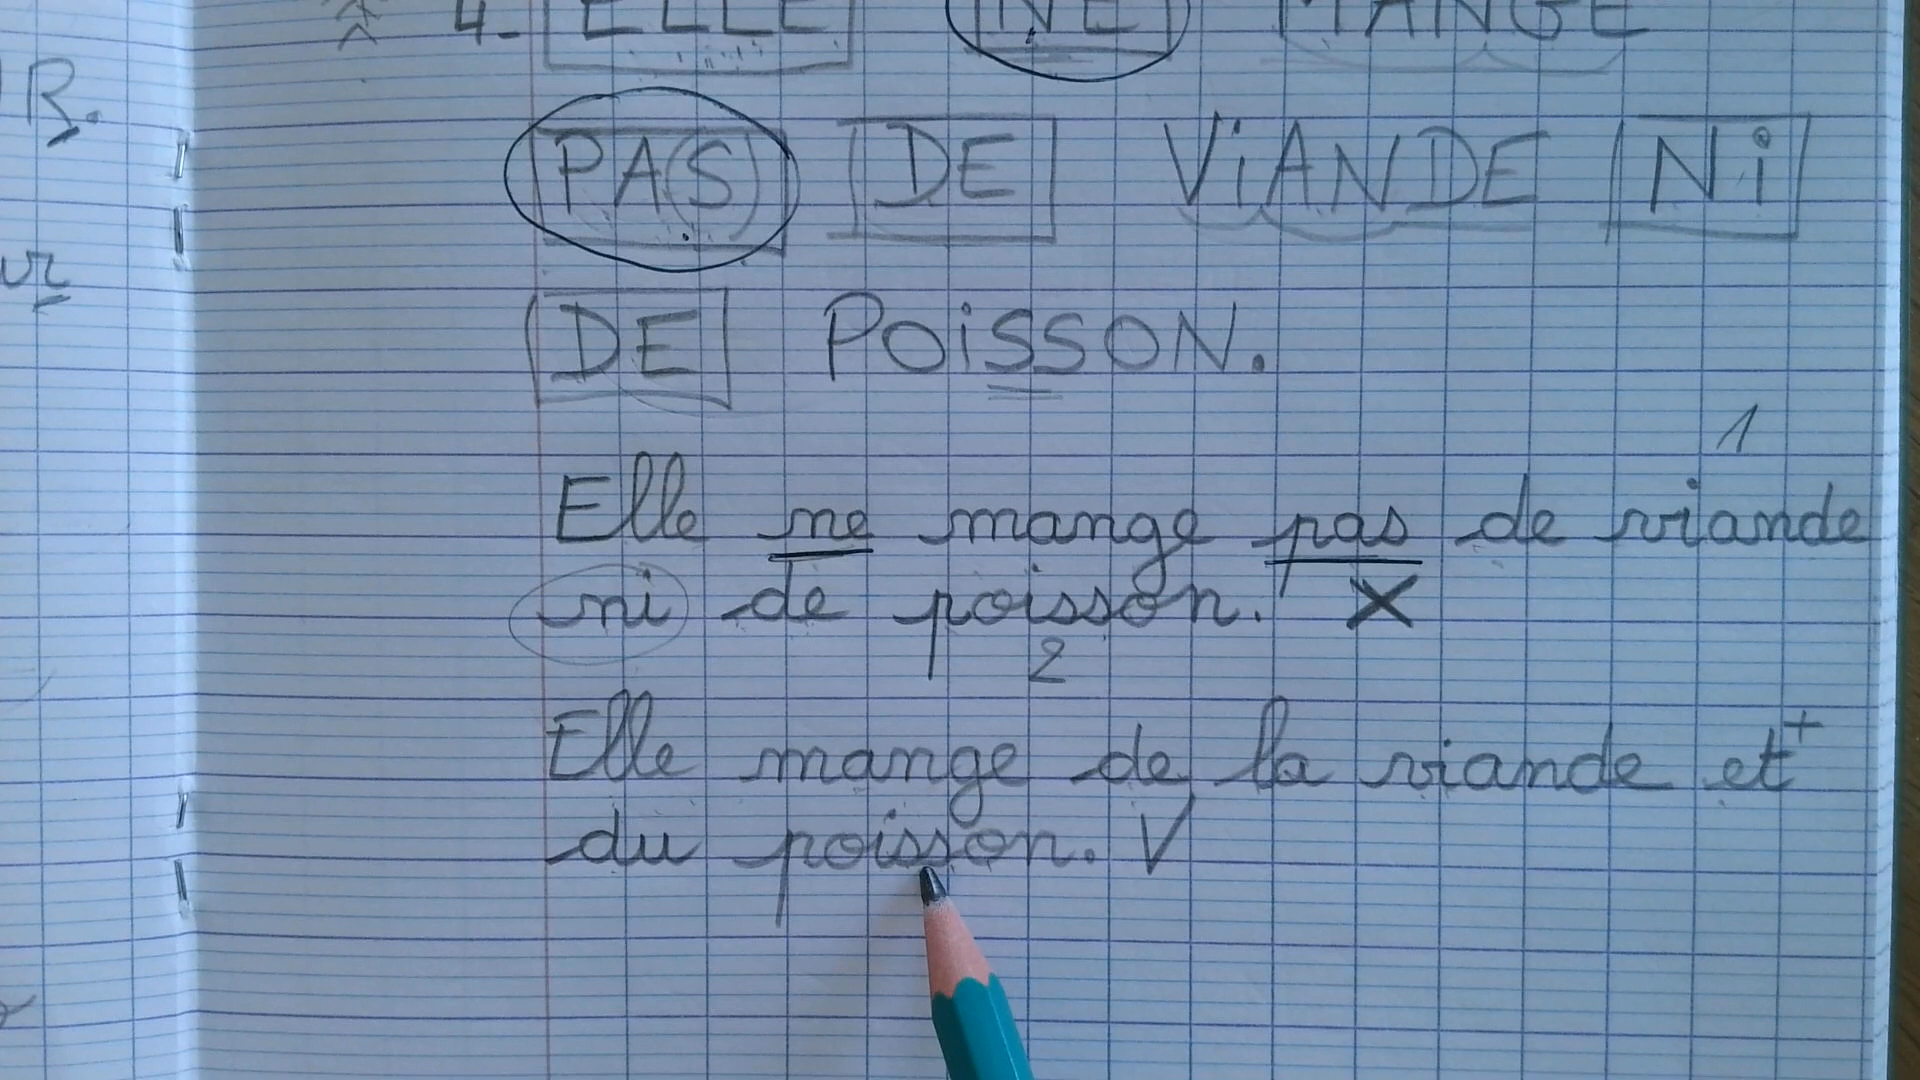 4. ELLE NE MANGE
PAS DE VIANDE NI
DE POISSON.
1
Elle ne mange pas de viande
ni de poisson. X
2
Elle mange de la viande et +
du poisson. V
R.